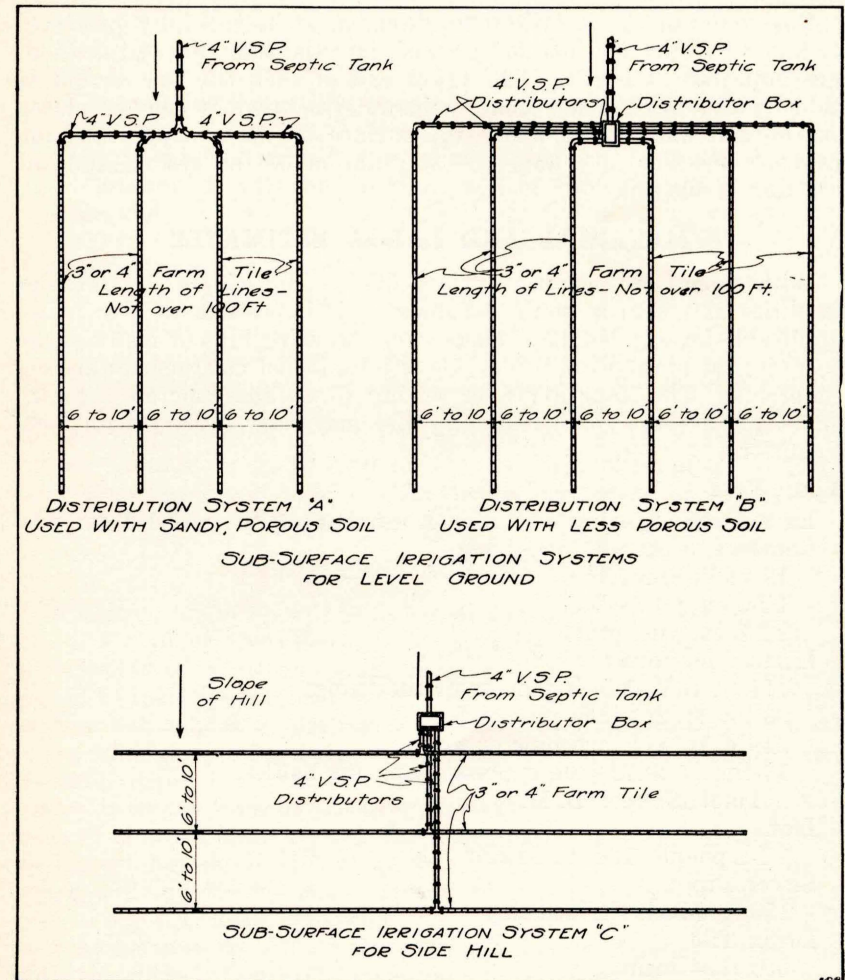 4" V.S.P.
From Septic Tank
4" V.S.P.
4" V.S.P.
3" or 4" Farm Tile
Length of Lines-
Not over 100 Ft
6' to 10' 6' to 10' 6' to 10'
DISTRIBUTION SYSTEM "A"
USED WITH SANDY, POROUS SOIL
4" V.S.P.
From Septic Tank
4" V.S.P.
Distributors
Distributor Box
3" or 4" Farm Tile
Length of Lines-Not over 100 Ft.
6' to 10' 6' to 10' 6' to 10' 6' to 10' 6' to 10'
DISTRIBUTION SYSTEM "B"
USED WITH LESS POROUS SOIL
SUB-SURFACE IRRIGATION SYSTEMS
FOR LEVEL GROUND
Slope
of Hill
4" V.S.P.
From Septic Tank
Distributor Box
6' to 10'
6' to 10'
4" V.S.P
Distributors
3" or 4" Farm Tile
SUB-SURFACE IRRIGATION SYSTEM "C"
FOR SIDE HILL